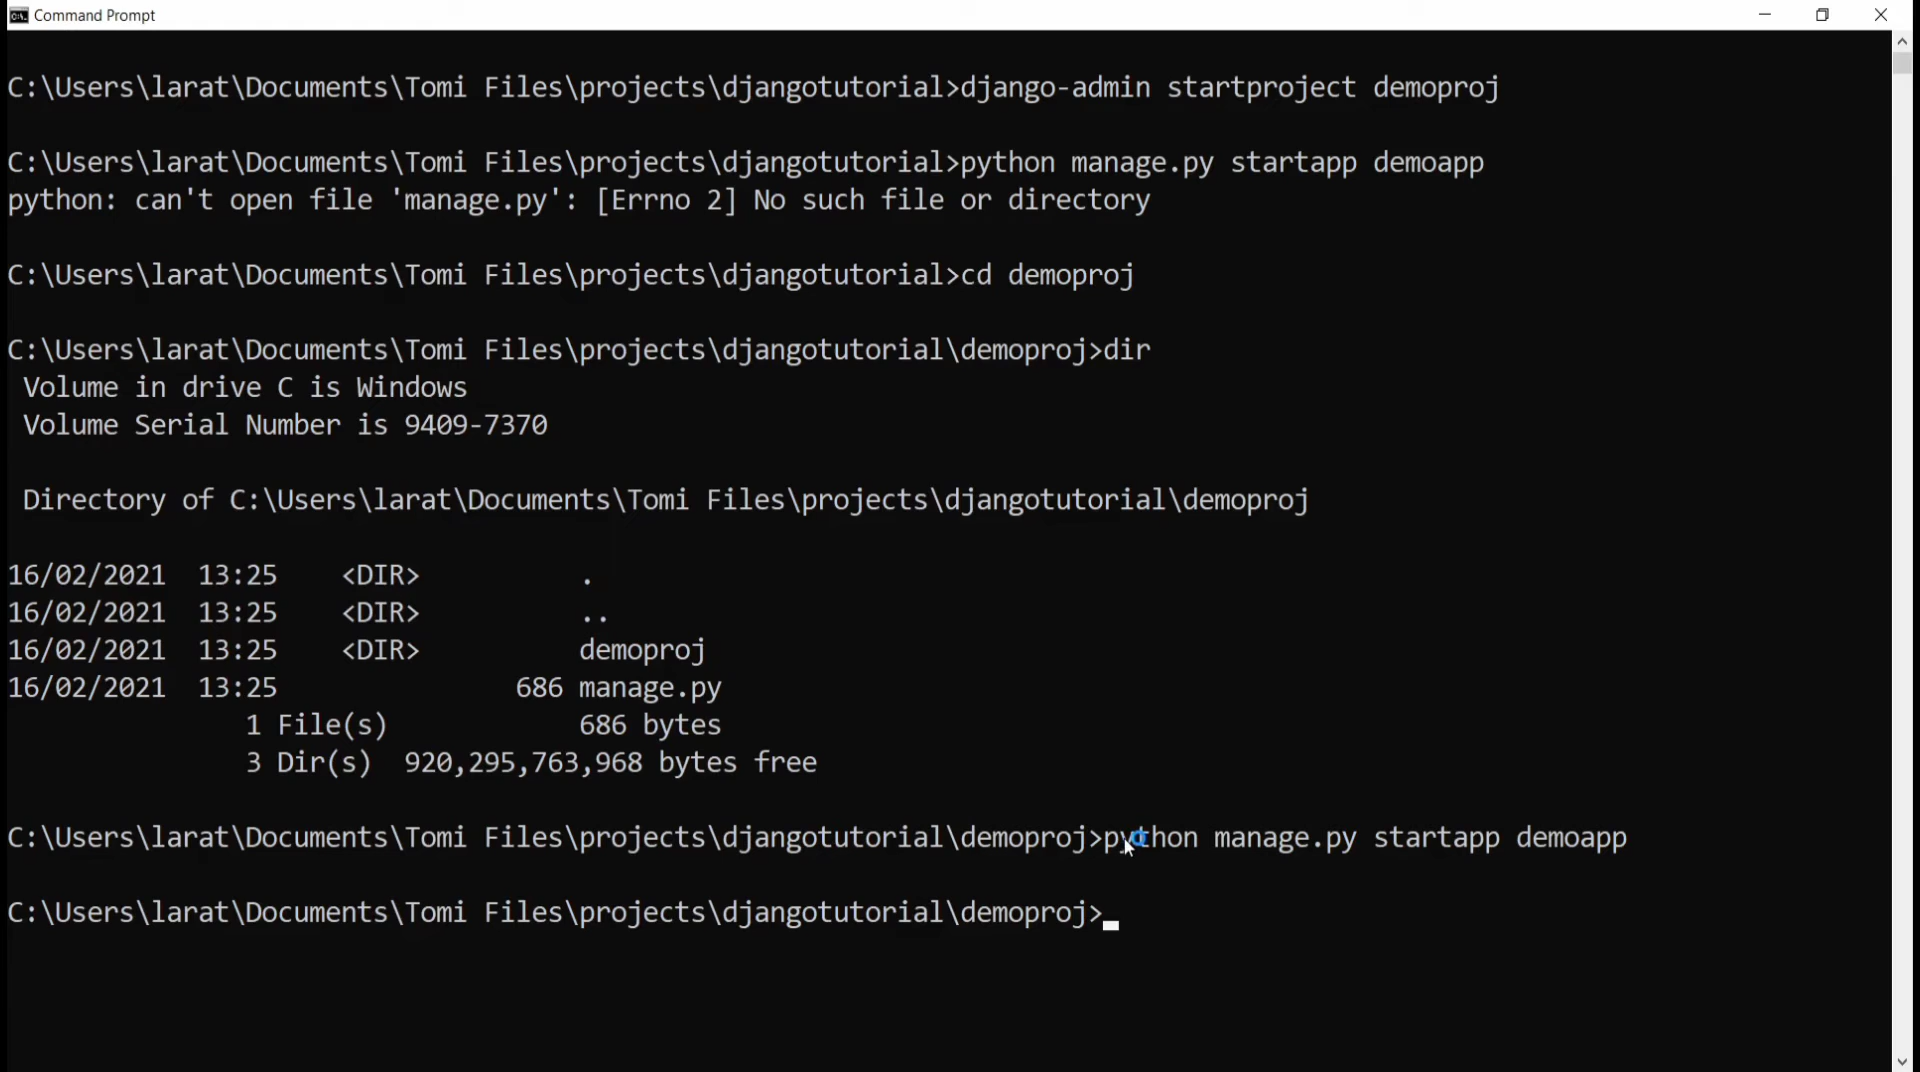 Command Prompt
C:\Users\larat\Documents\Tomi Files\projects\djangotutorial>django-admin startproject demoproj
C:\Users\larat\Documents\Tomi Files\projects\djangotutorial>python manage.py startapp demoapp
python: can't open file 'manage.py': [Errno 2] No such file or directory
C:\Users\larat\Documents\Tomi Files\projects\djangotutorial>cd demoproj
C:\Users\larat\Documents\Tomi Files\projects\djangotutorial\demoproj>dir
Volume in drive C is Windows
Volume Serial Number is 9409-7370
Directory of C:\Users\larat\Documents\Tomi Files\projects\djangotutorial\demoproj
16/02/2021  13:25    <DIR>          .
16/02/2021  13:25    <DIR>          ..
16/02/2021  13:25    <DIR>          demoproj
16/02/2021  13:25               686 manage.py
1 File(s)            686 bytes
3 Dir(s)  920,295,763,968 bytes free
C:\Users\larat\Documents\Tomi Files\projects\djangotutorial\demoproj>python manage.py startapp demoapp
C:\Users\larat\Documents\Tomi Files\projects\djangotutorial\demoproj>